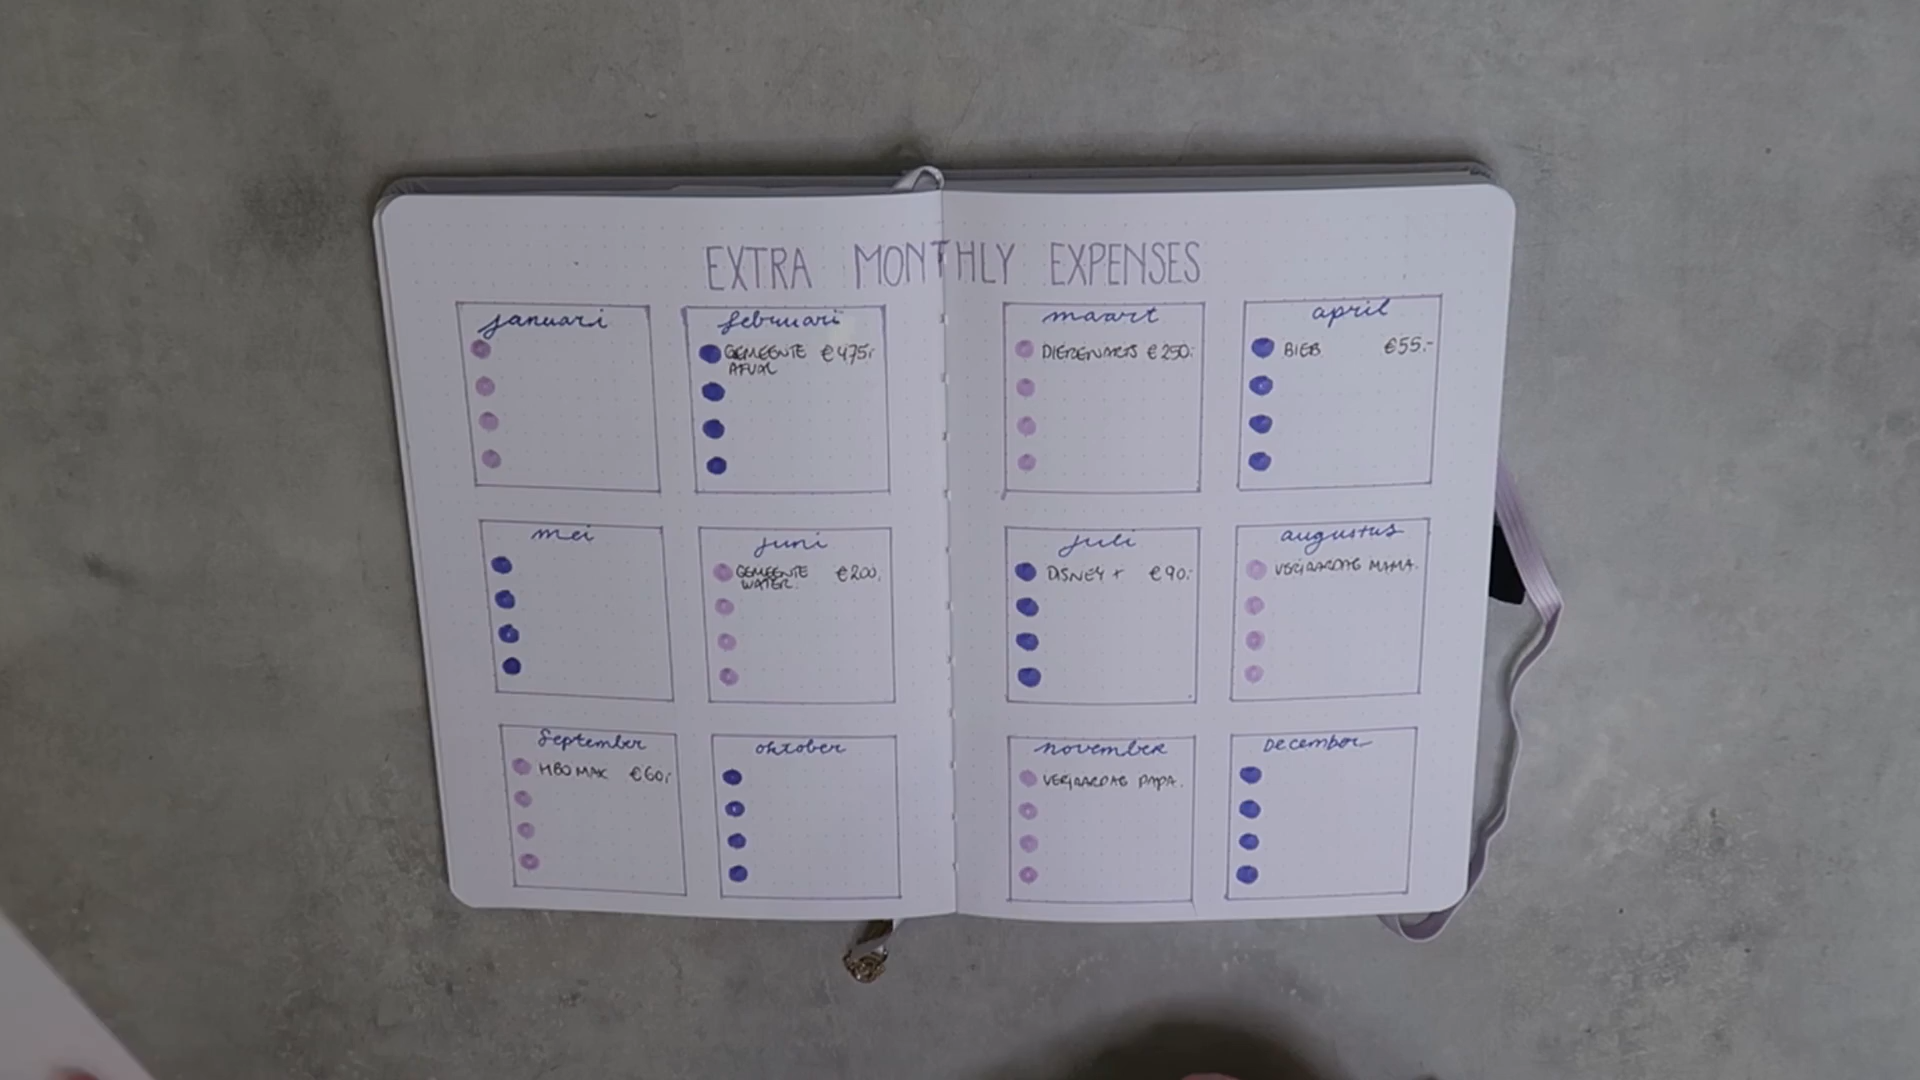 EXTRA MONTHLY EXPENSES
januari
februari
GEMEENTE €475,-
AFVAL
maart
DIERENARTS €250,-
april
BIEB €55,-
mei
juni
GEMEENTE €200,
WATER.
juli
DISNEY + €90,-
augustus
VERJAARDAG MAMA.
September
HBO MAX €60,-
oktober
november
VERJAARDAG PAPA.
December